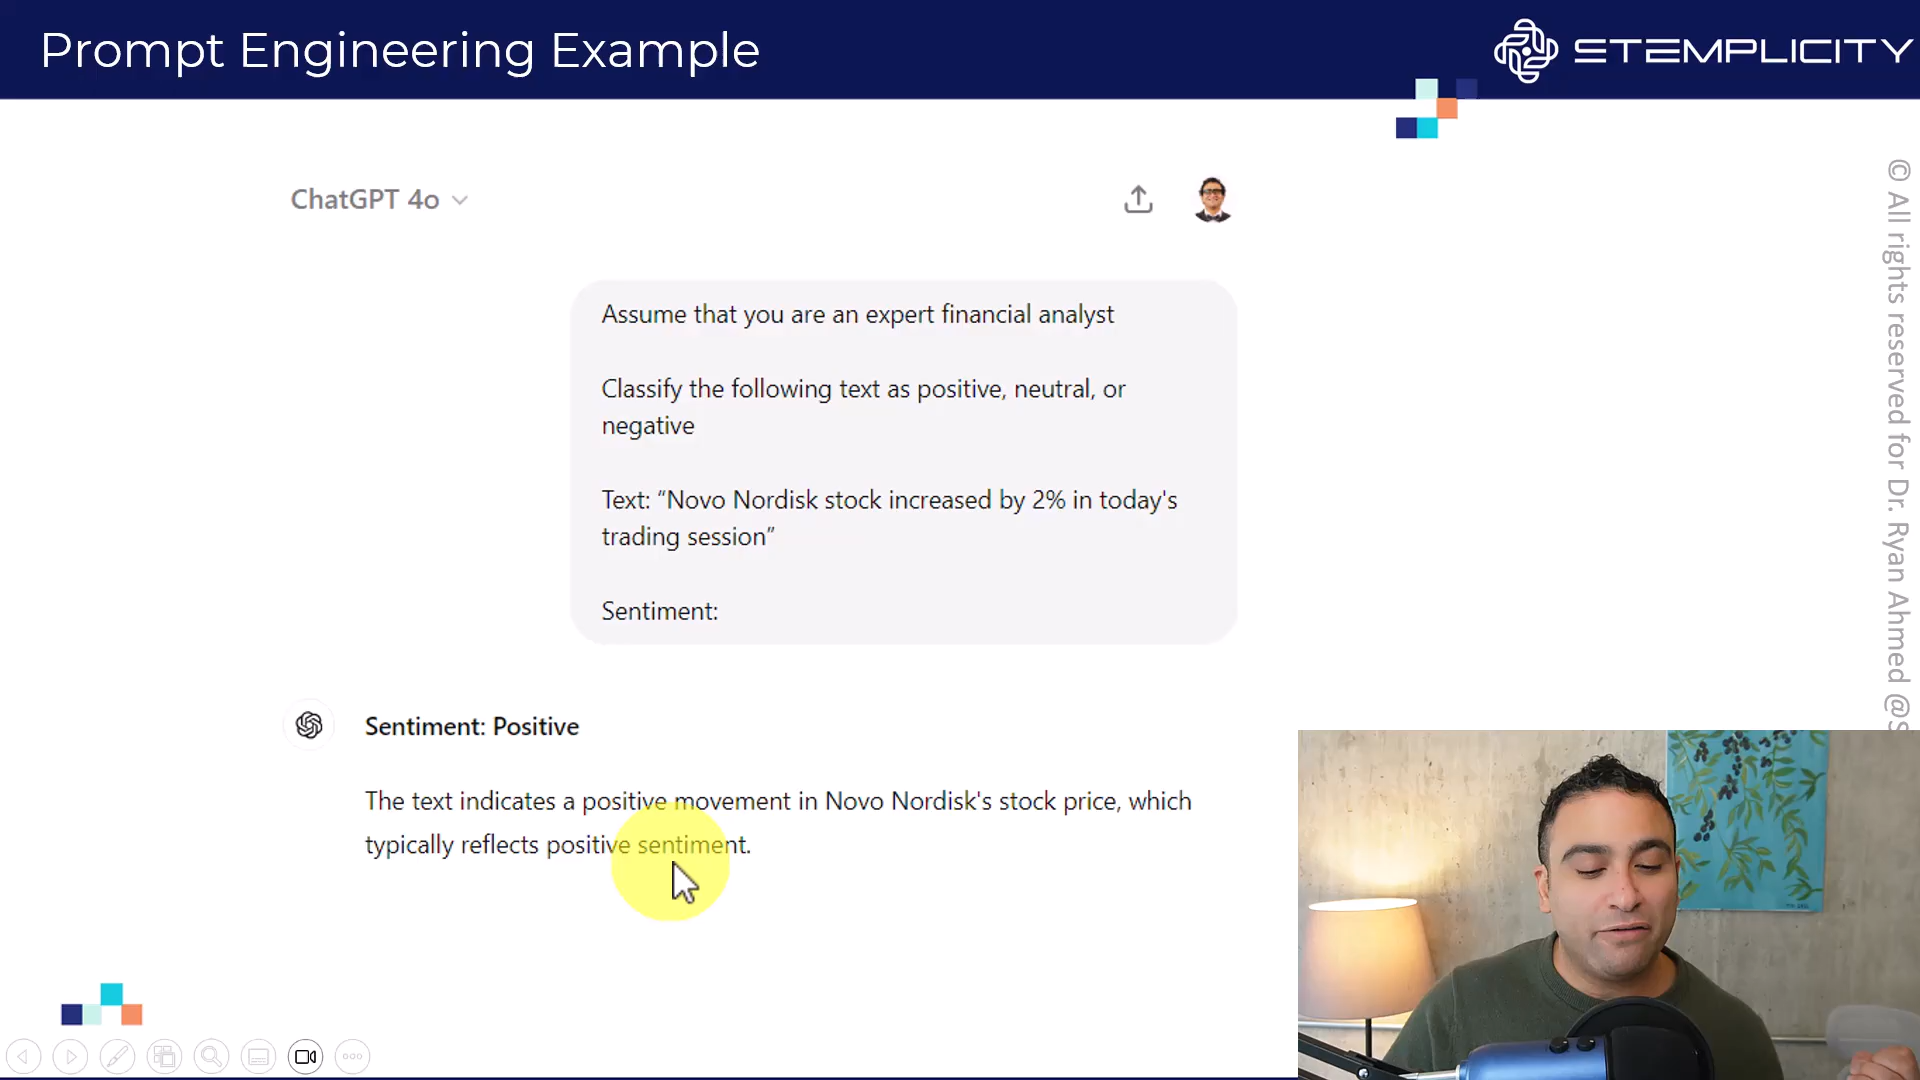 Prompt Engineering Example
STEMPLICITY
ChatGPT 4o
Assume that you are an expert financial analyst
Classify the following text as positive, neutral, or
negative
Text: “Novo Nordisk stock increased by 2% in today's
trading session”
Sentiment:
Sentiment: Positive
The text indicates a positive movement in Novo Nordisk's stock price, which
typically reflects positive sentiment.
© All rights reserved for Dr. Ryan Ahmed @S